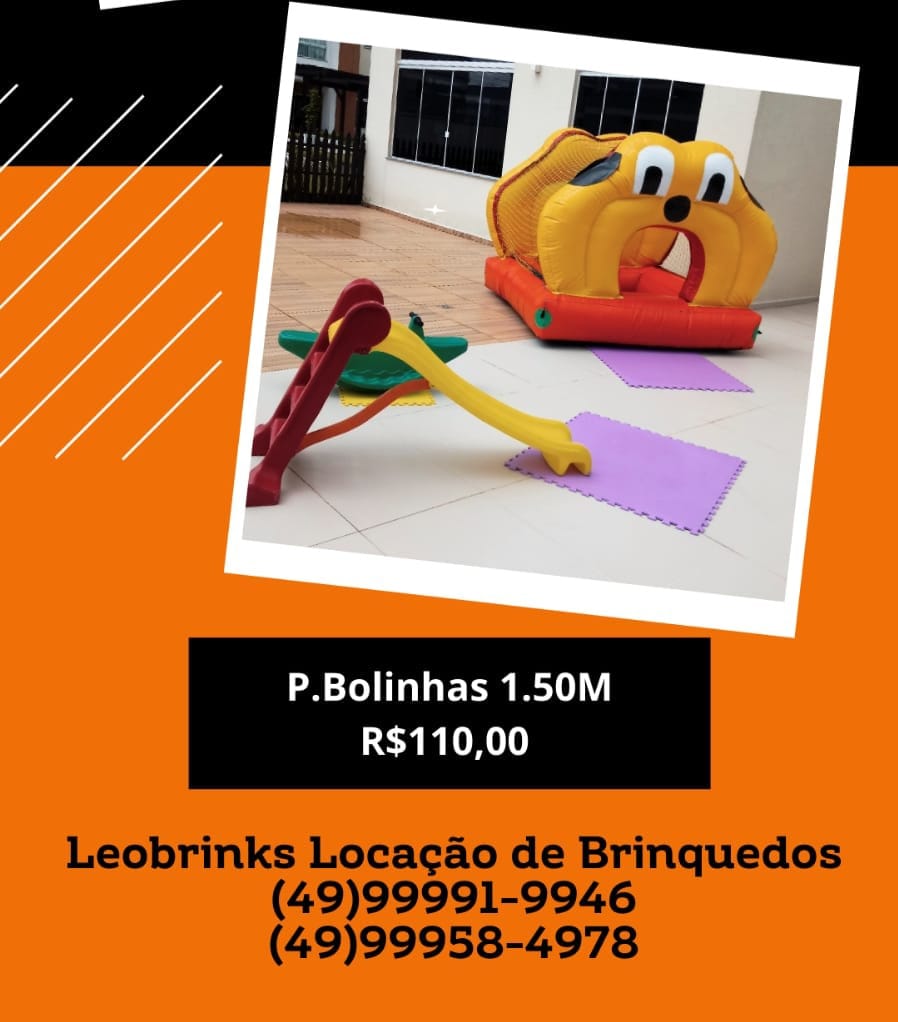 P.Bolinhas 1.50M
R$110,00
Leobrinks Locação de Brinquedos
(49)99991-9946
(49)99958-4978